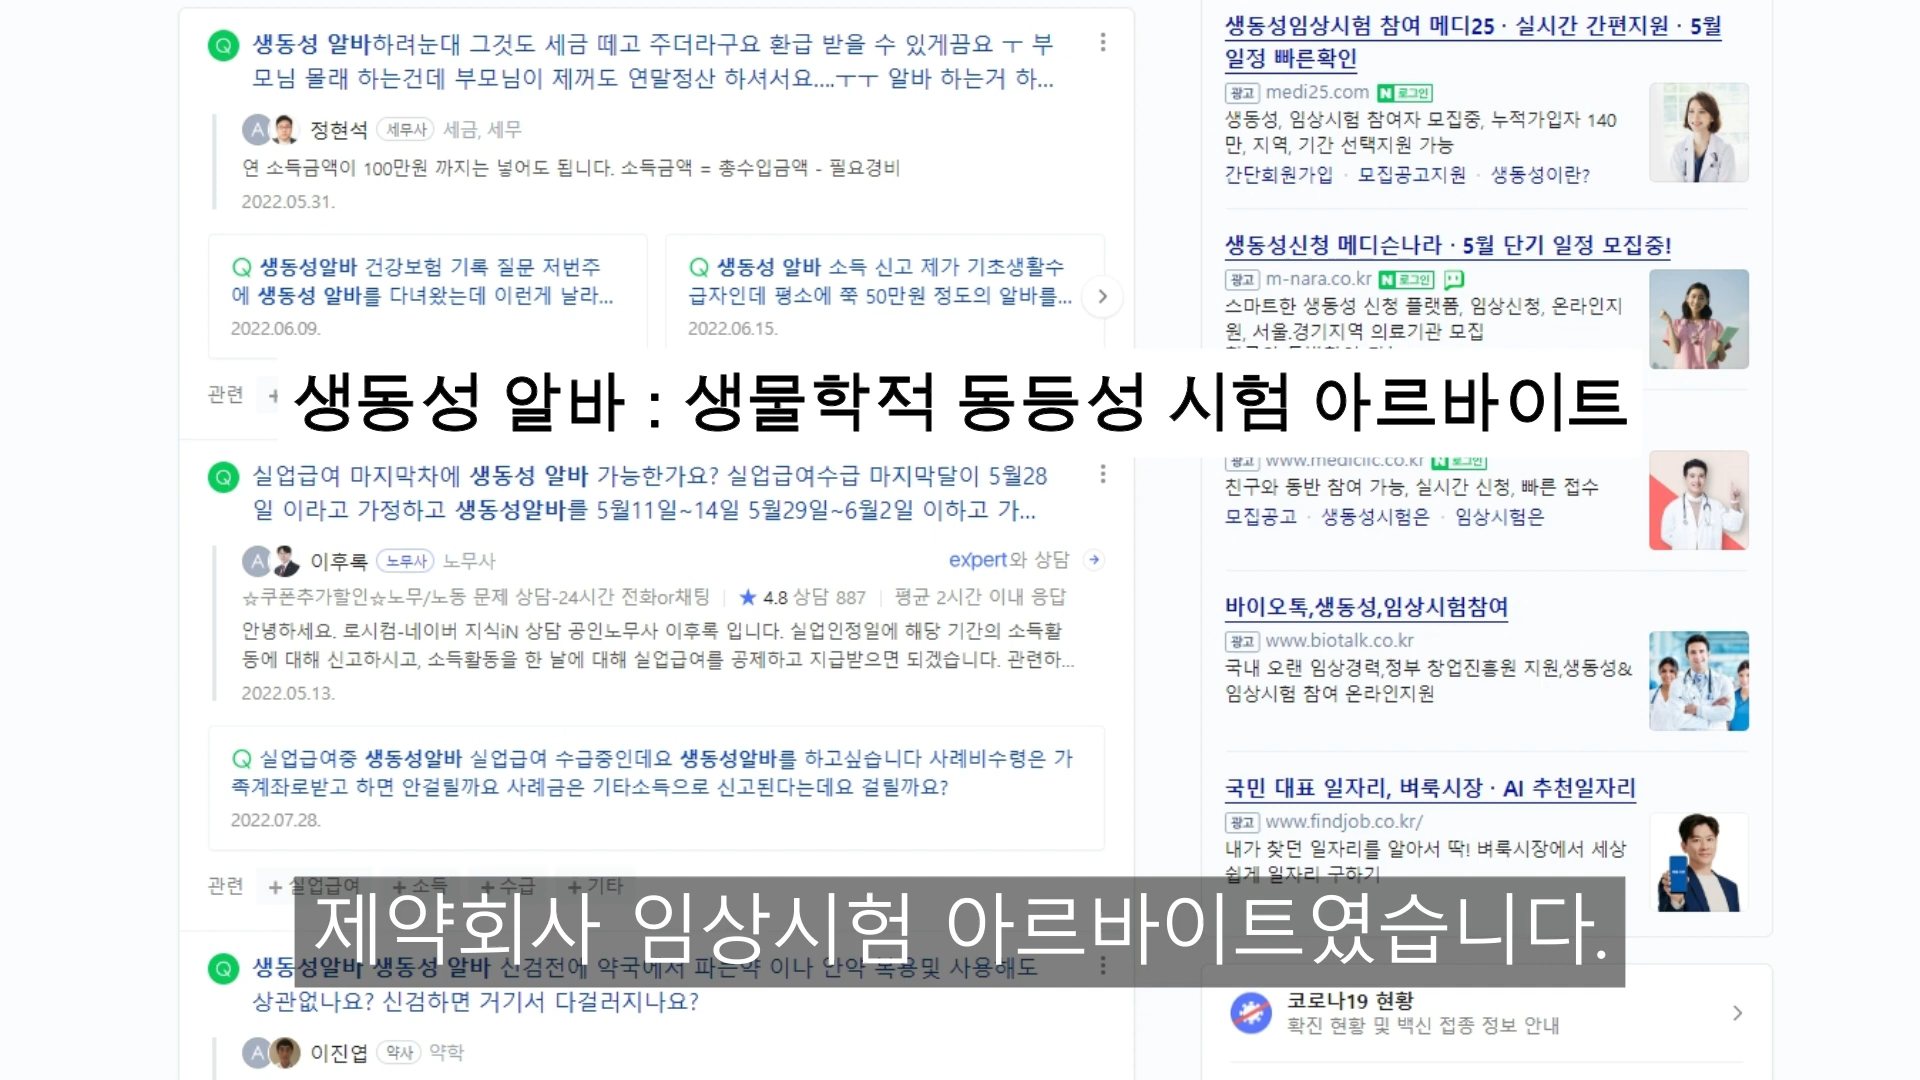 생동성 알바하려눈대 그것도 세금 떼고 주더라구요 환급 받을 수 있게끔요 ㅜ 부
모님 몰래 하는건데 부모님이 제꺼도 연말정산 하셔서요....ㅜㅜ 알바 하는거 하...
A 정현석 세무사 세금, 세무
연 소득금액이 100만원 까지는 넣어도 됩니다. 소득금액 = 총수입금액 - 필요경비
2022.05.31.
생동성알바 건강보험 기록 질문 저번주
에 생동성 알바를 다녀왔는데 이런게 날라...
2022.06.09.
생동성 알바 소득 신고 제가 기초생활수
급자인데 평소에 쭉 50만원 정도의 알바를...
2022.06.15.
관련 +
생동성 알바 : 생물학적 동등성 시험 아르바이트
실업급여 마지막차에 생동성 알바 가능한가요? 실업급여수급 마지막달이 5월28
일 이라고 가정하고 생동성알바를 5월11일~14일 5월29일~6월2일 이하고 가...
A 이후록 노무사 노무사 expert와 상담
☆쿠폰추가할인☆노무/노동 문제 상담-24시간 전화or채팅 ★ 4.8 상담 887 평균 2시간 이내 응답
안녕하세요. 로시컴-네이버 지식iN 상담 공인노무사 이후록 입니다. 실업인정일에 해당 기간의 소득활
동에 대해 신고하시고, 소득활동을 한 날에 대해 실업급여를 공제하고 지급받으면 되겠습니다. 관련하...
2022.05.13.
실업급여중 생동성알바 실업급여 수급중인데요 생동성알바를 하고싶습니다 사례비수령은 가
족계좌로받고 하면 안걸릴까요 사례금은 기타소득으로 신고된다는데요 걸릴까요?
2022.07.28.
관련 + 실업급여 + 소득 + 수급 + 기타
제약회사 임상시험 아르바이트였습니다.
생동성알바 생동성 알바 신검전에 약국에서 파는약 이나 안약 복용및 사용해도
상관없나요? 신검하면 거기서 다걸러지나요?
A 이진엽 약사 약학
생동성임상시험 참여 메디25 · 실시간 간편지원 · 5월
일정 빠른확인
광고 medi25.com N 로그인
생동성, 임상시험 참여자 모집중, 누적가입자 140
만, 지역, 기간 선택지원 가능
간단회원가입 · 모집공고지원 · 생동성이란?
생동성신청 메디슨나라 · 5월 단기 일정 모집중!
광고 m-nara.co.kr N 로그인
스마트한 생동성 신청 플랫폼, 임상신청, 온라인지
원, 서울.경기지역 의료기관 모집
광고 www.mediclic.co.kr N 로그인
친구와 동반 참여 가능, 실시간 신청, 빠른 접수
모집공고 · 생동성시험은 · 임상시험은
바이오톡,생동성,임상시험참여
광고 www.biotalk.co.kr
국내 오랜 임상경력,정부 창업진흥원 지원,생동성&
임상시험 참여 온라인지원
국민 대표 일자리, 벼룩시장 · AI 추천일자리
광고 www.findjob.co.kr/
내가 찾던 일자리를 알아서 딱! 벼룩시장에서 세상
쉽게 일자리 구하기
코로나19 현황
확진 현황 및 백신 접종 정보 안내